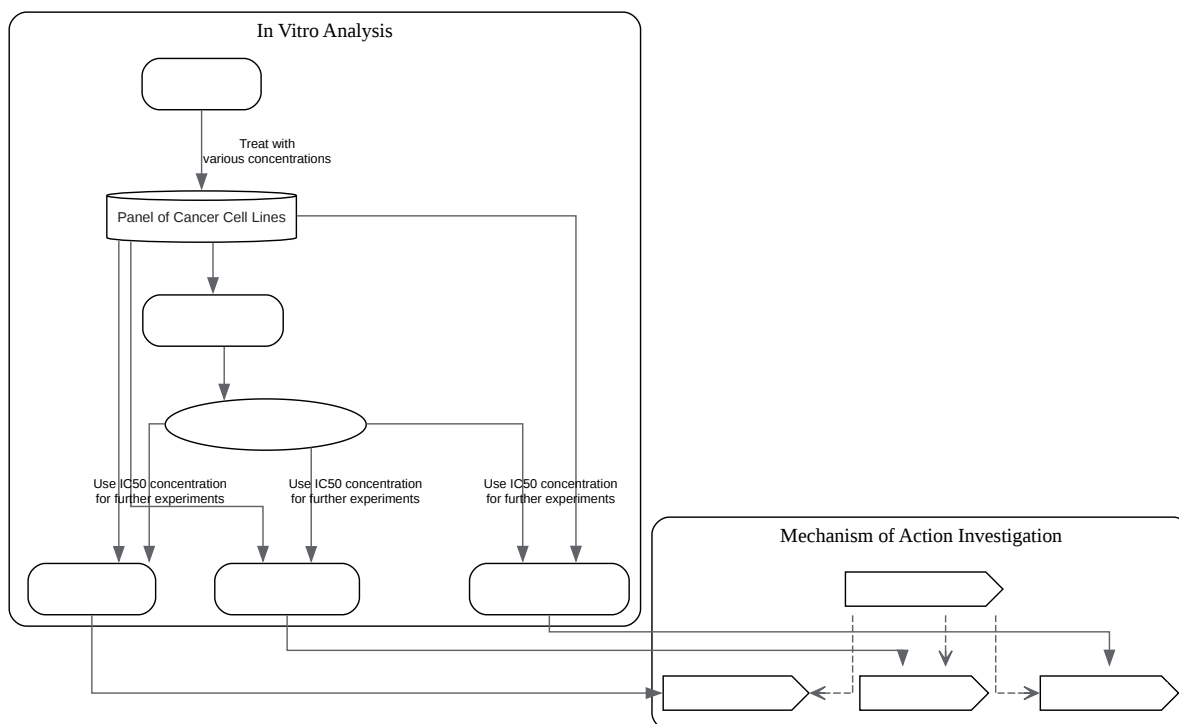 In Vitro Analysis
Treat with
various concentrations
Panel of Cancer Cell Lines
Use IC50 concentration
for further experiments
Use IC50 concentration
for further experiments
Use IC50 concentration
for further experiments
Mechanism of Action Investigation